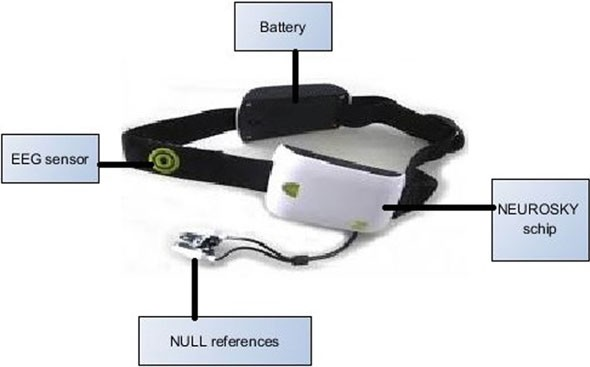 Battery
EEG sensor
NEUROSKY
schip
NULL references